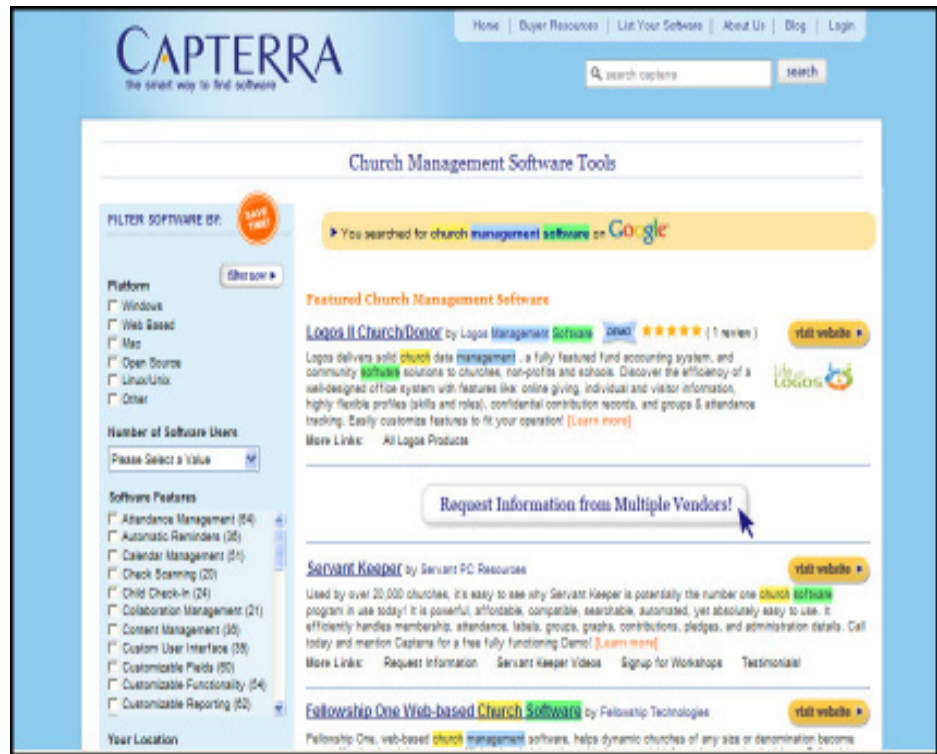 CAPTERRA
the smart way to find software
Home | Buyer Resources | List Your Software | About Us | Blog | Login
search capterra
search
Church Management Software Tools
FILTER SOFTWARE BY:
SAVE TIME!
filter now
Platform
Windows
Web Based
Mac
Open Source
Linux/Unix
Other
Number of Software Users
Please Select a Value
Software Features
Attendance Management (64)
Automatic Reminders (36)
Calendar Management (51)
Check Scanning (20)
Child Check-In (24)
Collaboration Management (21)
Content Management (36)
Custom User Interface (39)
Customizable Fields (60)
Customizable Functionality (54)
Customizable Reporting (62)
Your Location
You searched for church management software on Google
Featured Church Management Software
Logos II Church/Donor by Logos Management Software DEMO (1 review) visit website
Logos delivers solid church data management , a fully featured fund accounting system, and
community software solutions to churches, non-profits and schools. Discover the efficiency of a
well-designed office system with features like: online giving, individual and visitor information,
highly flexible profiles (skills and roles), confidential contribution records, and groups & attendance
tracking. Easily customize features to fit your operation! [Learn more]
LOGOS
More Links: All Logos Products
Request Information from Multiple Vendors!
Servant Keeper by Servant PC Resources visit website
Used by over 20,000 churches, it's easy to see why Servant Keeper is potentially the number one church software
program in use today! It is powerful, affordable, compatible, searchable, automated, yet absolutely easy to use. It
efficiently handles membership, attendance, labels, groups, graphs, contributions, pledges, and administration details. Call
today and mention Capterra for a free fully functioning Demo! [Learn more]
More Links: Request Information Servant Keeper Videos Signup for Workshops Testimonials!
Fellowship One Web-based Church Software by Fellowship Technologies visit website
Fellowship One, web-based church management software, helps dynamic churches of any size or denomination become